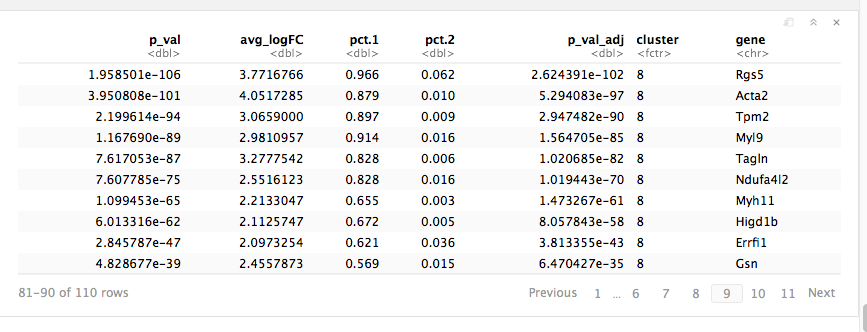 p_val avg_logFC pct.1 pct.2 p_val_adj cluster gene
<dbl> <dbl> <dbl> <dbl> <dbl> <fctr> <chr>
1.958501e-106 3.7716766 0.966 0.062 2.624391e-102 8 Rgs5
3.950808e-101 4.0517285 0.879 0.010 5.294083e-97 8 Acta2
2.199614e-94 3.0659000 0.897 0.009 2.947482e-90 8 Tpm2
1.167690e-89 2.9810957 0.914 0.016 1.564705e-85 8 Myl9
7.617053e-87 3.2777542 0.828 0.006 1.020685e-82 8 Tagln
7.607785e-75 2.5516123 0.828 0.016 1.019443e-70 8 Ndufa4l2
1.099453e-65 2.2133047 0.655 0.003 1.473267e-61 8 Myh11
6.013316e-62 2.1125747 0.672 0.005 8.057843e-58 8 Higd1b
2.845787e-47 2.0973254 0.621 0.036 3.813355e-43 8 Errfi1
4.828677e-39 2.4557873 0.569 0.015 6.470427e-35 8 Gsn
81-90 of 110 rows Previous 1 ... 6 7 8 9 10 11 Next